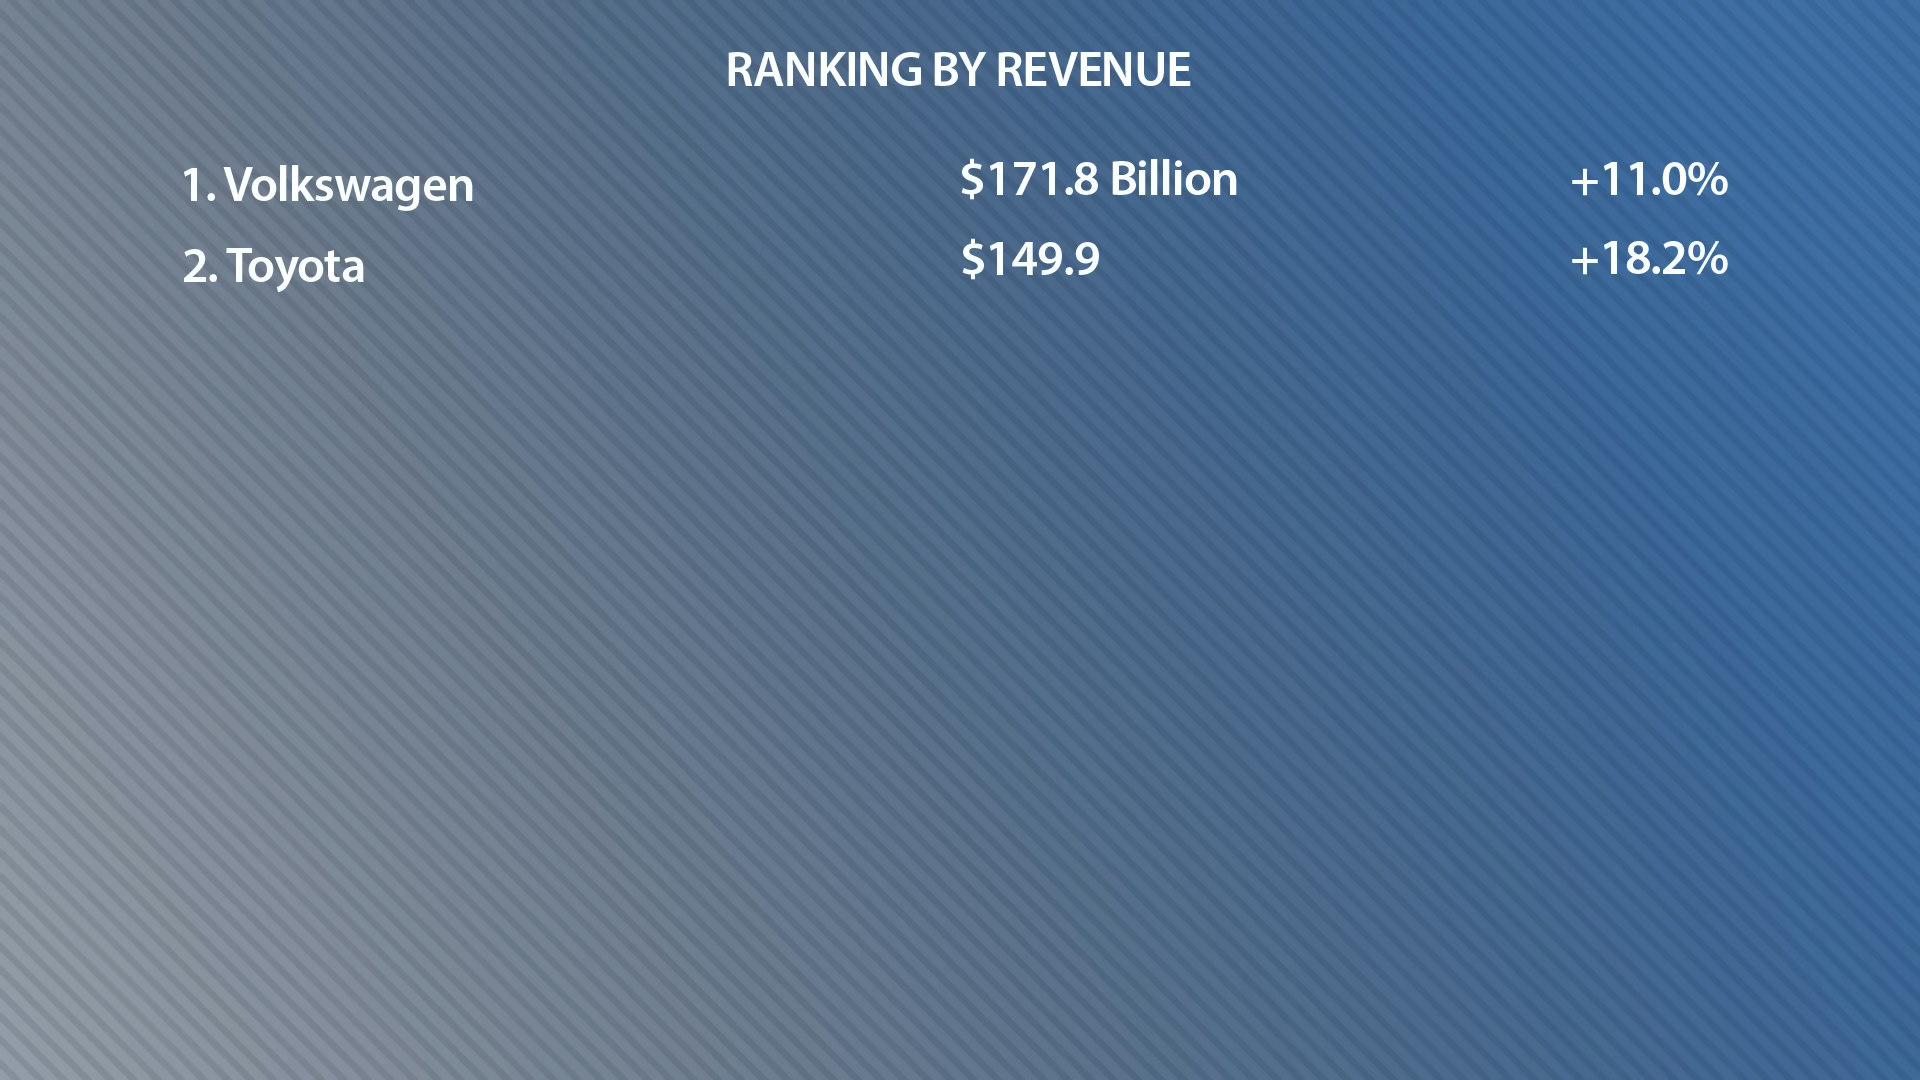 RANKING BY REVENUE
1. Volkswagen $171.8 Billion +11.0%
2. Toyota $149.9 +18.2%